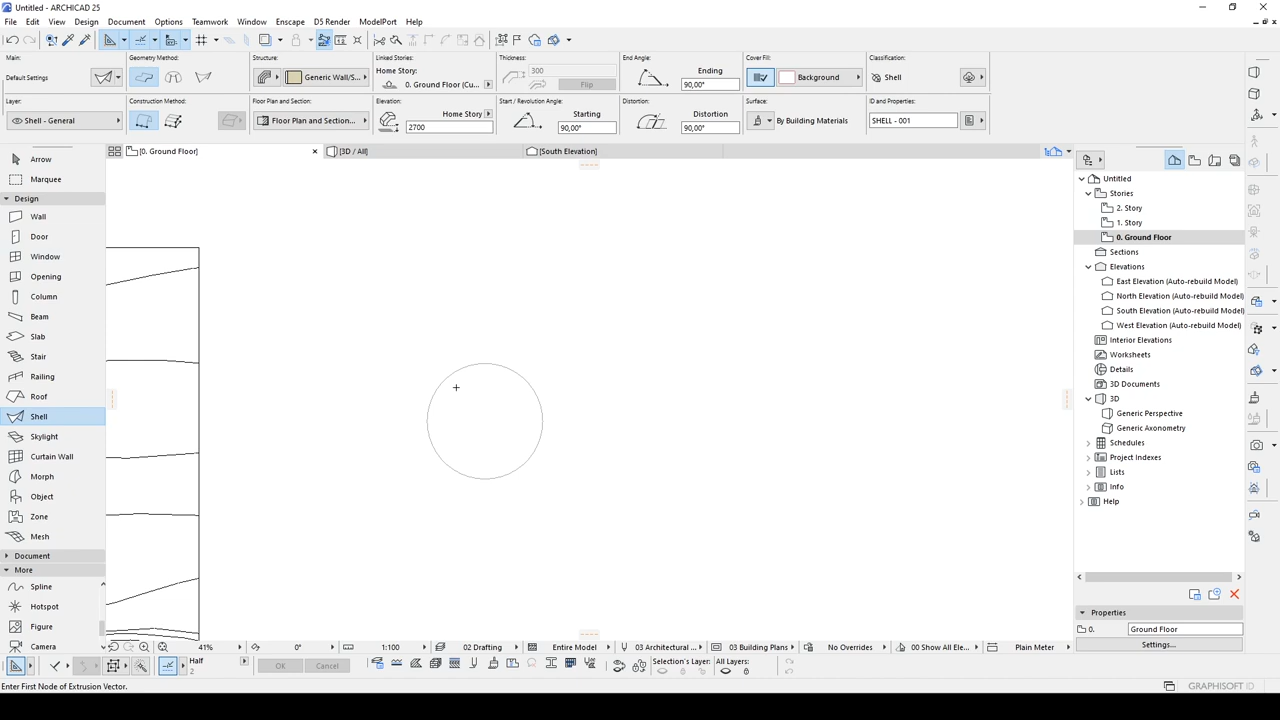 Untitled - ARCHICAD 25
File Edit View Design Document Options Teamwork Window Enscape D5 Render ModelPort Help
Main: Geometry Method: Structure: Linked Stories: Thickness: End Angle: Cover Fill: Classification:
Default Settings Generic Wall/S... Home Story: 300 Ending Background Shell
0. Ground Floor (Cu... Flip 90,00°
Layer: Construction Method: Floor Plan and Section: Elevation: Start / Revolution Angle: Distortion: Surface: ID and Properties:
Home Story Starting Distortion
Shell - General Floor Plan and Section... 2700 90,00° 90,00° By Building Materials SHELL - 001
[0. Ground Floor] [3D / All] [South Elevation]
Arrow
Marquee
Design
Wall
Door
Window
Opening
Column
Beam
Slab
Stair
Railing
Roof
Shell
Skylight
Curtain Wall
Morph
Object
Zone
Mesh
Document
More
Spline
Hotspot
Figure
Camera
Untitled
Stories
2. Story
1. Story
0. Ground Floor
Sections
Elevations
East Elevation (Auto-rebuild Model)
North Elevation (Auto-rebuild Model)
South Elevation (Auto-rebuild Model)
West Elevation (Auto-rebuild Model)
Interior Elevations
Worksheets
Details
3D Documents
3D
Generic Perspective
Generic Axonometry
Schedules
Project Indexes
Lists
Info
Help
Properties
0. Ground Floor
Settings...
41% 0° 1:100 02 Drafting Entire Model 03 Architectural ... 03 Building Plans No Overrides 00 Show All Ele... Plain Meter
Half
2
OK Cancel Selection's Layer: All Layers:
Enter First Node of Extrusion Vector. GRAPHISOFT ID